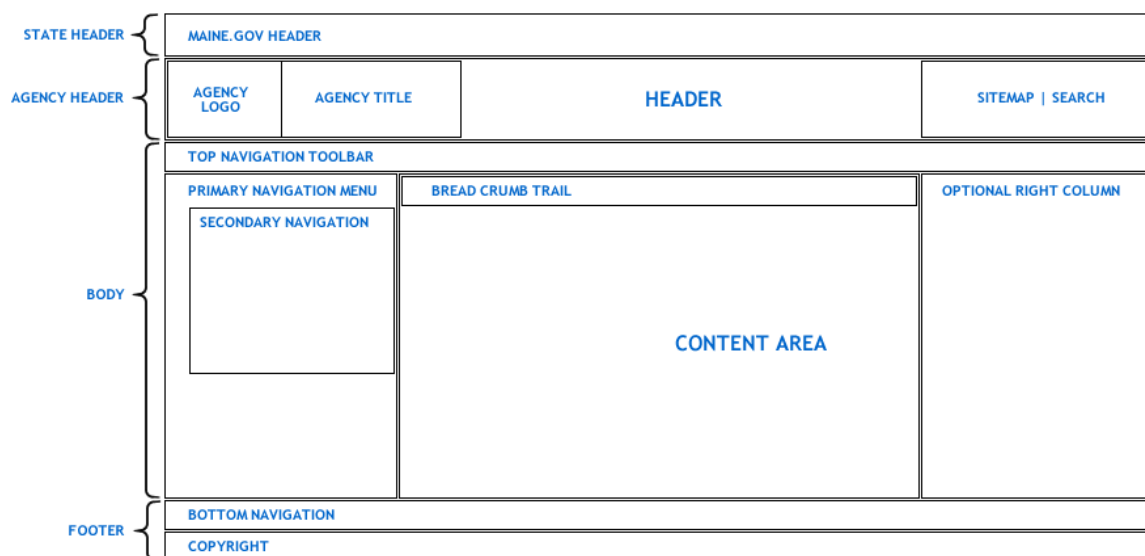 STATE HEADER
MAINE.GOV HEADER
AGENCY HEADER
AGENCY
LOGO
AGENCY TITLE
HEADER
SITEMAP | SEARCH
BODY
TOP NAVIGATION TOOLBAR
PRIMARY NAVIGATION MENU
SECONDARY NAVIGATION
BREAD CRUMB TRAIL
CONTENT AREA
OPTIONAL RIGHT COLUMN
FOOTER
BOTTOM NAVIGATION
COPYRIGHT